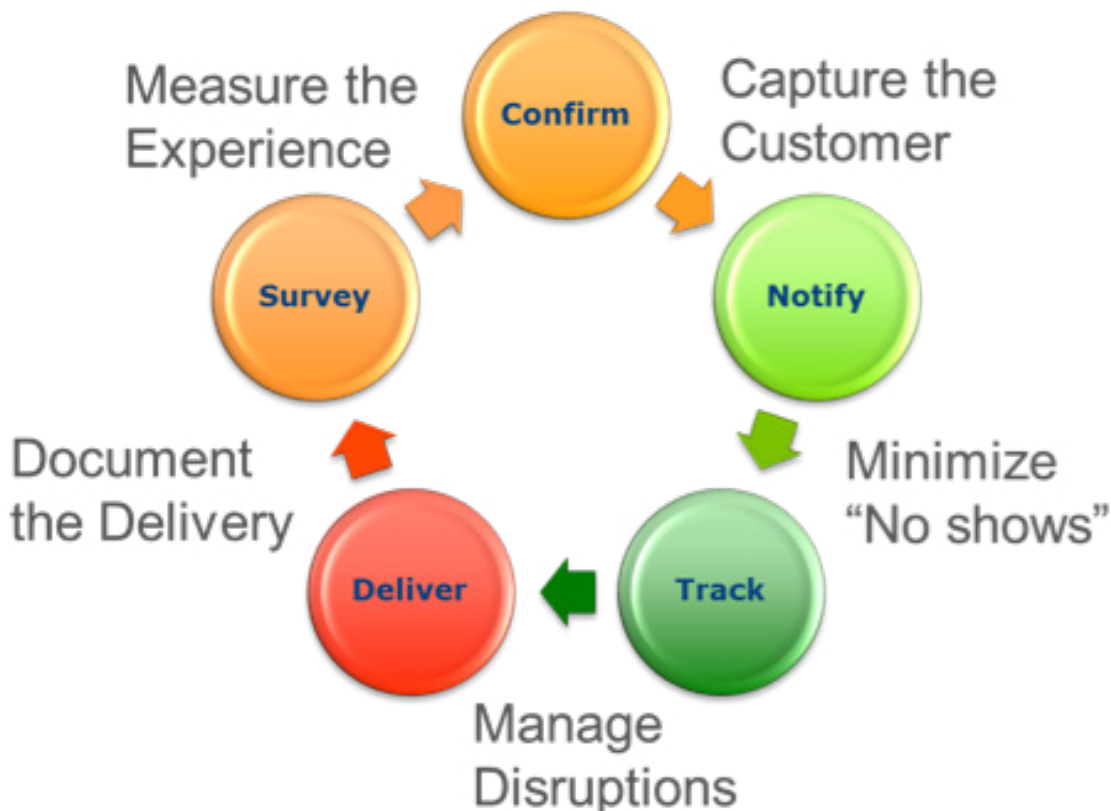 Confirm
Capture the
Customer
Notify
Minimize
“No shows”
Track
Manage
Disruptions
Deliver
Document
the Delivery
Survey
Measure the
Experience